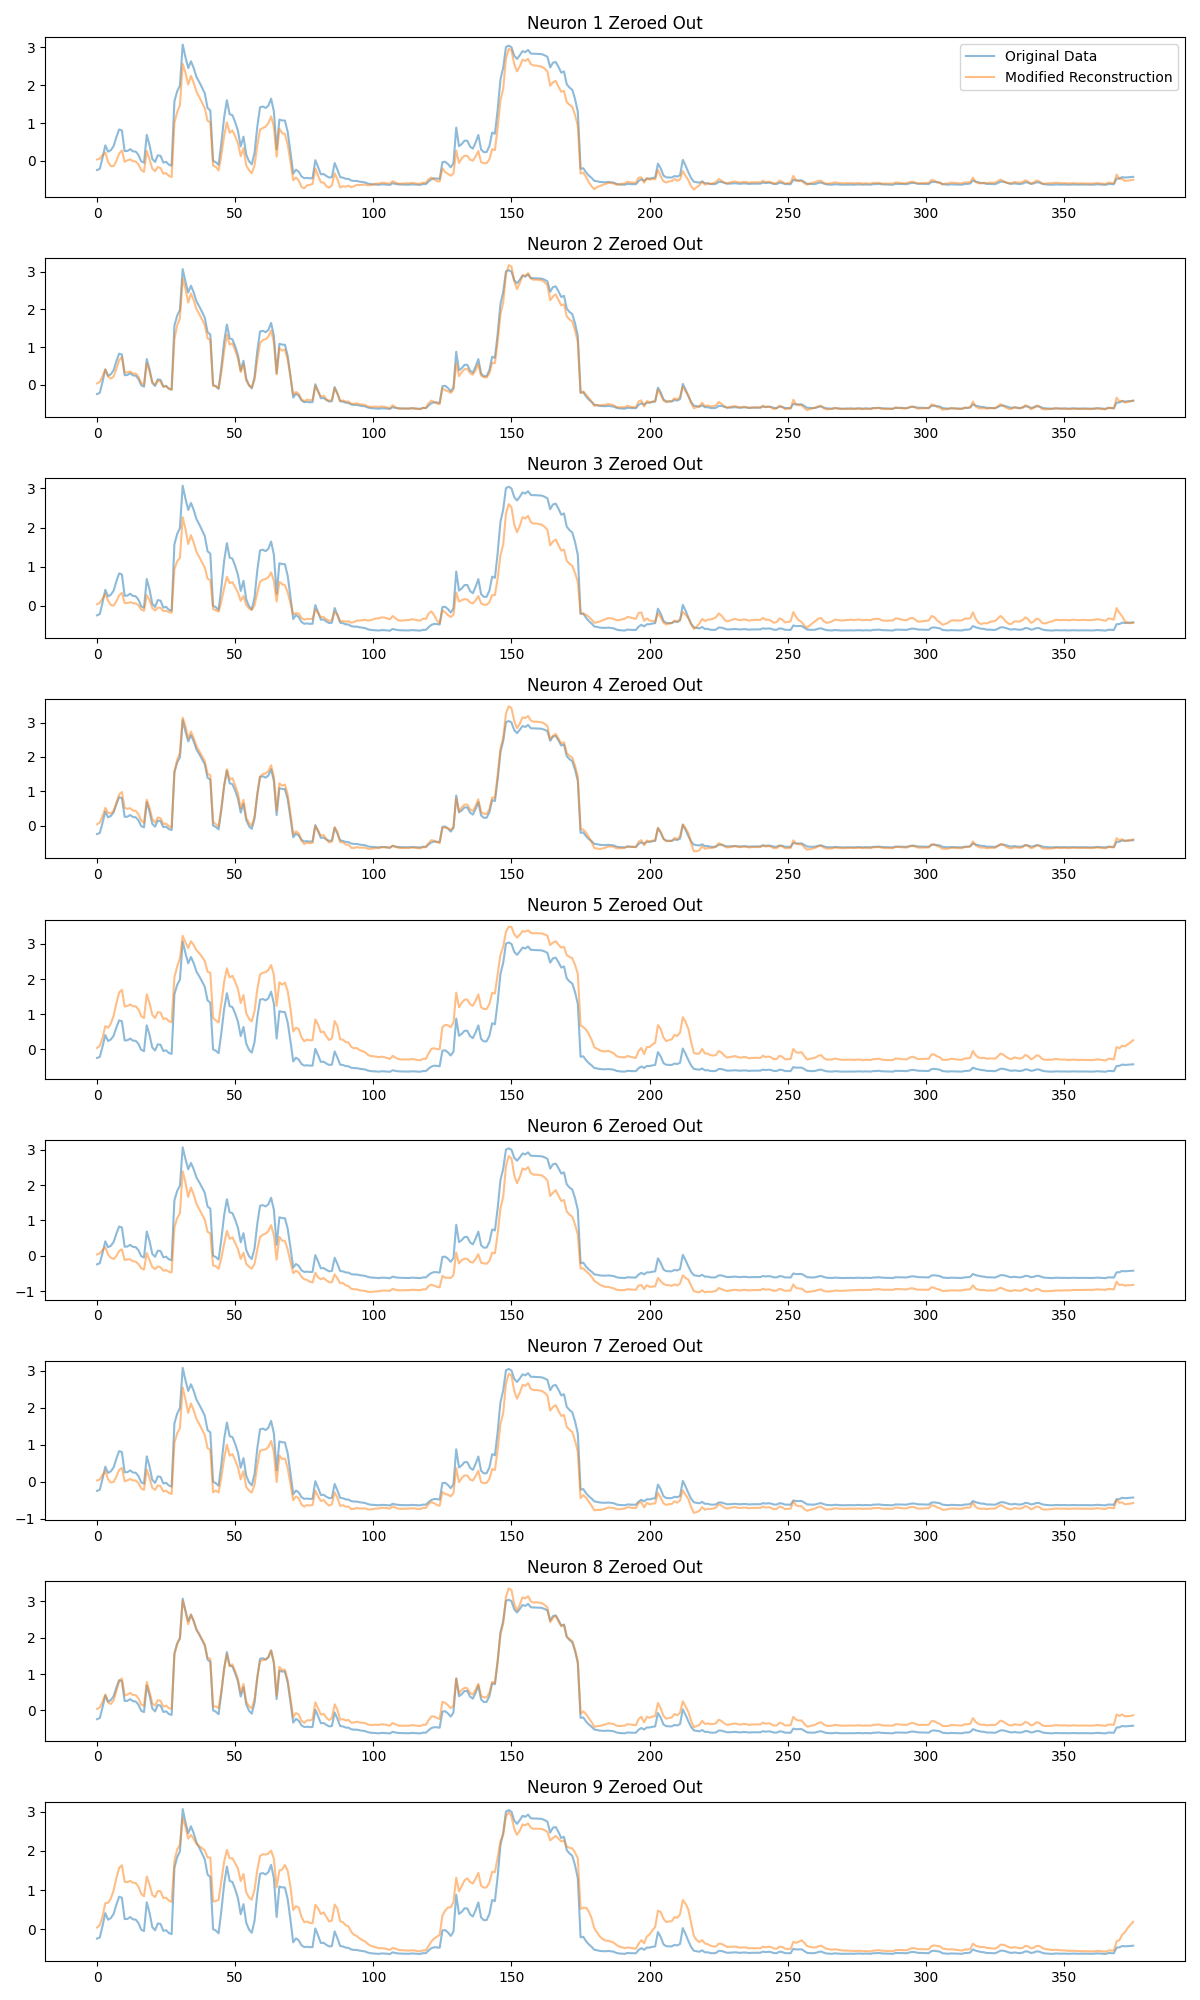 Neuron 1 Zeroed Out
3
2
1
0
Original Data
Modified Reconstruction
0 50 100 150 200 250 300 350
Neuron 2 Zeroed Out
3
2
1
0
0 50 100 150 200 250 300 350
Neuron 3 Zeroed Out
3
2
1
0
0 50 100 150 200 250 300 350
Neuron 4 Zeroed Out
3
2
1
0
0 50 100 150 200 250 300 350
Neuron 5 Zeroed Out
3
2
1
0
0 50 100 150 200 250 300 350
Neuron 6 Zeroed Out
3
2
1
0
−1
0 50 100 150 200 250 300 350
Neuron 7 Zeroed Out
3
2
1
0
−1
0 50 100 150 200 250 300 350
Neuron 8 Zeroed Out
3
2
1
0
0 50 100 150 200 250 300 350
Neuron 9 Zeroed Out
3
2
1
0
0 50 100 150 200 250 300 350